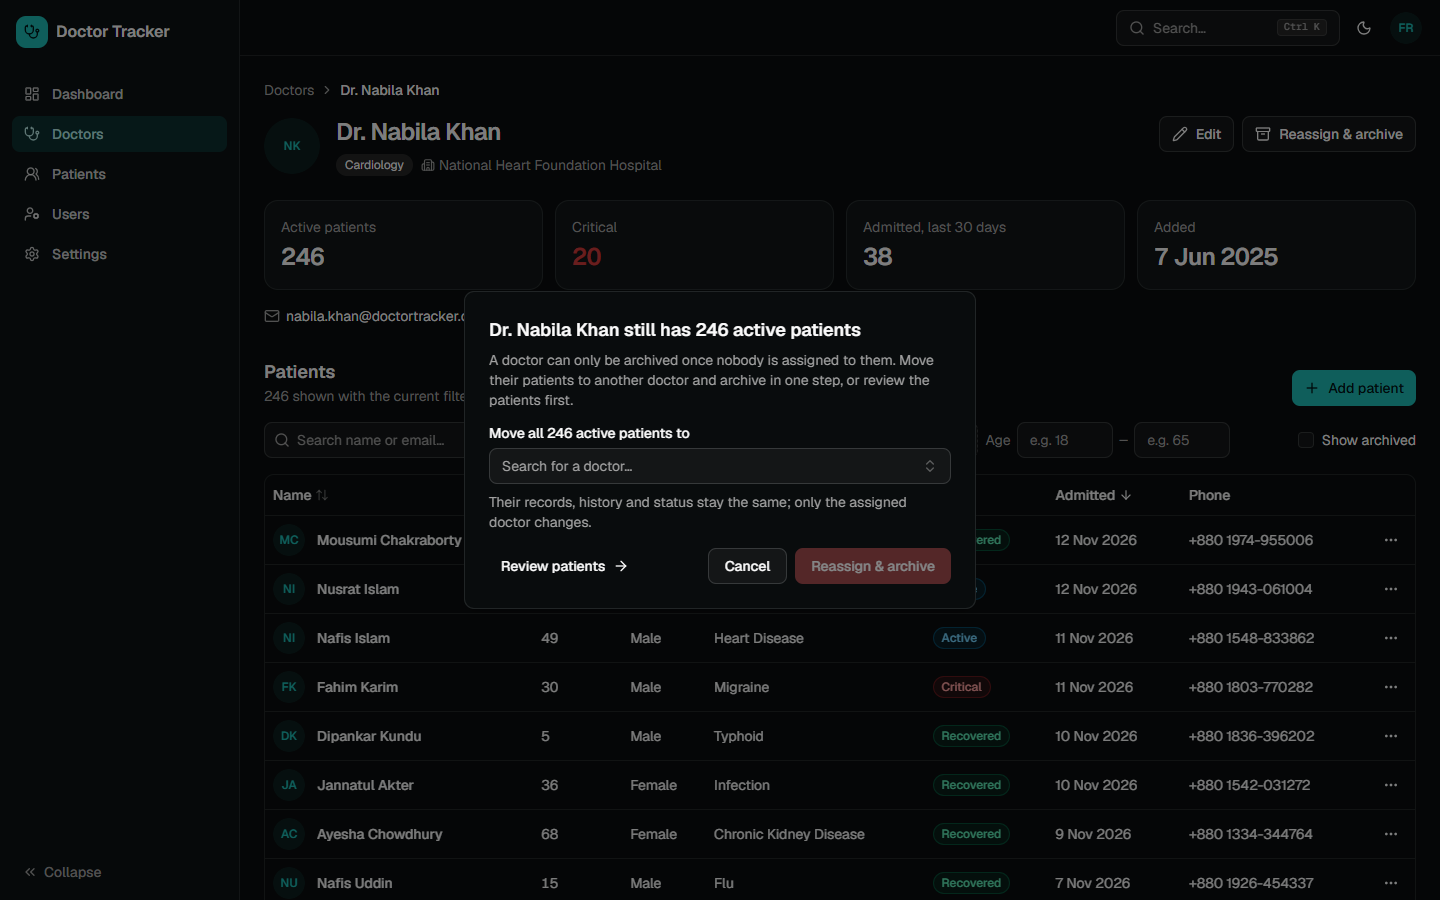 Doctor Tracker
Search...
Ctrl K
FR
Dashboard
Doctors
Patients
Users
Settings
Collapse
Doctors > Dr. Nabila Khan
NK
Dr. Nabila Khan
Cardiology
National Heart Foundation Hospital
Edit
Reassign & archive
Active patients
246
Critical
20
Admitted, last 30 days
38
Added
7 Jun 2025
nabila.khan@doctortracker.
Dr. Nabila Khan still has 246 active patients
A doctor can only be archived once nobody is assigned to them. Move
their patients to another doctor and archive in one step, or review the
patients first.
Move all 246 active patients to
Search for a doctor...
Their records, history and status stay the same; only the assigned
doctor changes.
Review patients →
Cancel
Reassign & archive
Patients
246 shown with the current
Add patient
Search name or email...
Age
e.g. 18
–
e.g. 65
Show archived
Name
Admitted
Phone
MC Mousumi Chakraborty 12 Nov 2026 +880 1974-955006
NI Nusrat Islam 12 Nov 2026 +880 1943-061004
NI Nafis Islam 49 Male Heart Disease Active 11 Nov 2026 +880 1548-833862
FK Fahim Karim 30 Male Migraine Critical 11 Nov 2026 +880 1803-770282
DK Dipankar Kundu 5 Male Typhoid Recovered 10 Nov 2026 +880 1836-396202
JA Jannatul Akter 36 Female Infection Recovered 10 Nov 2026 +880 1542-031272
AC Ayesha Chowdhury 68 Female Chronic Kidney Disease Recovered 9 Nov 2026 +880 1334-344764
NU Nafis Uddin 15 Male Flu Recovered 7 Nov 2026 +880 1926-454337